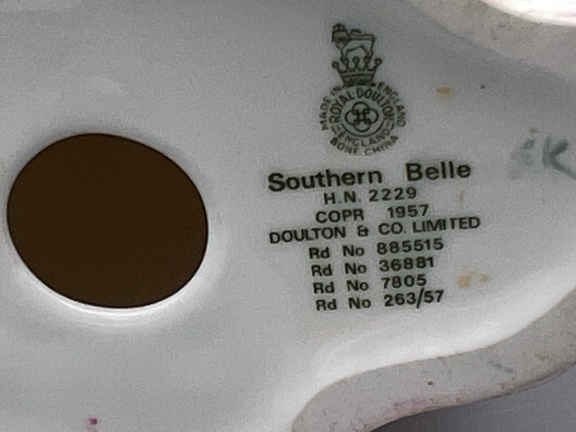 MADE IN ENGLAND
ROYAL DOULTON
ENGLAND
BONE CHINA
Southern Belle
H.N. 2229
COPR 1957
DOULTON & CO. LIMITED
Rd No 885515
Rd No 36881
Rd No 7805
Rd No 263/57